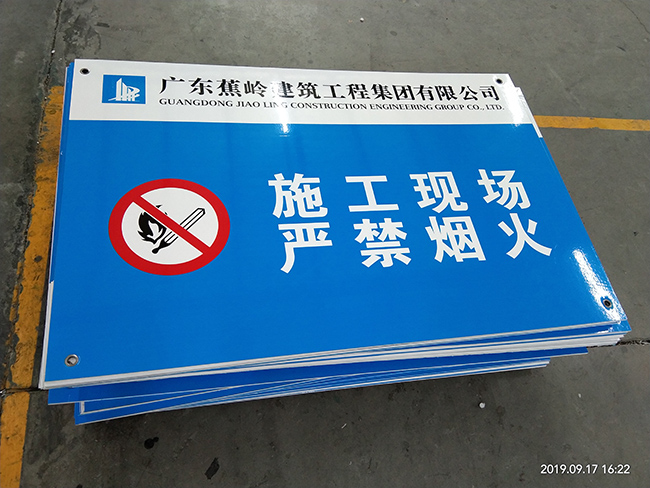 广东蕉岭建筑工程集团有限公司
GUANGDONG JIAO LING CONSTRUCTION ENGINEERING GROUP CO., LTD.
施工现场
严禁烟火
2019.09.17 16:22